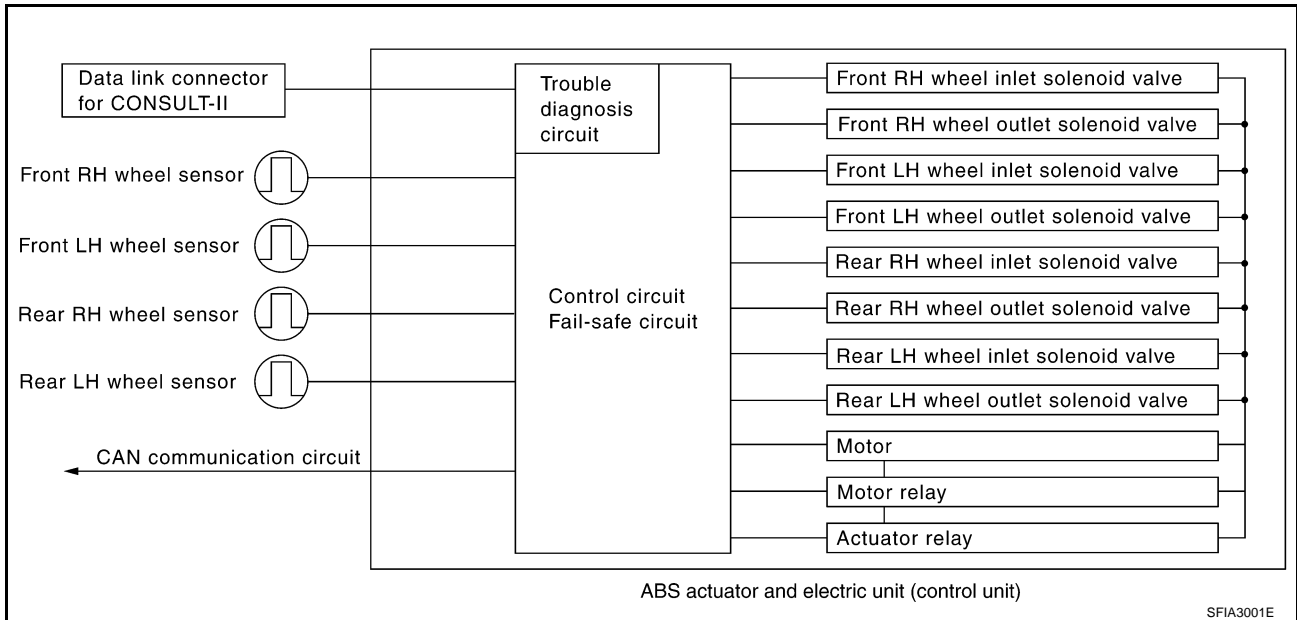 Data link connector
for CONSULT-II
Front RH wheel sensor
Front LH wheel sensor
Rear RH wheel sensor
Rear LH wheel sensor
CAN communication circuit
Trouble
diagnosis
circuit
Control circuit
Fail-safe circuit
Front RH wheel inlet solenoid valve
Front RH wheel outlet solenoid valve
Front LH wheel inlet solenoid valve
Front LH wheel outlet solenoid valve
Rear RH wheel inlet solenoid valve
Rear RH wheel outlet solenoid valve
Rear LH wheel inlet solenoid valve
Rear LH wheel outlet solenoid valve
Motor
Motor relay
Actuator relay
ABS actuator and electric unit (control unit)
SFIA3001E